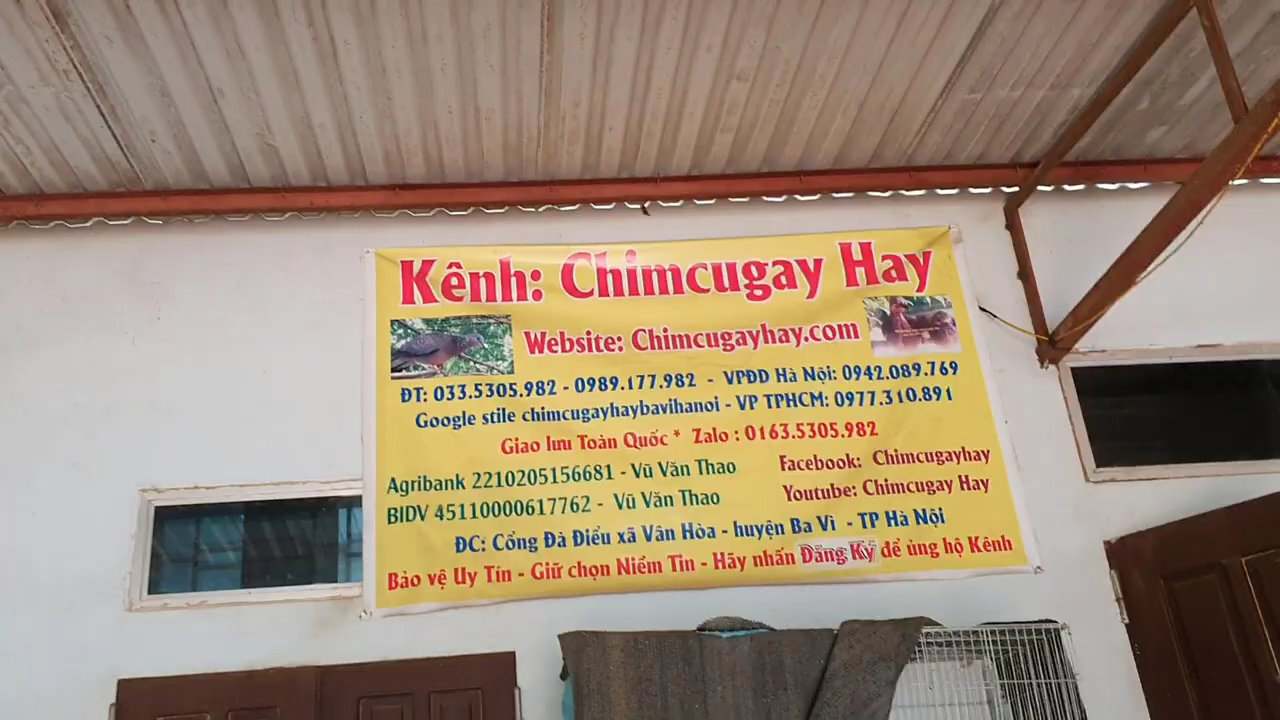 Kênh: Chimcugay Hay
Website: Chimcugayhay.com
ĐT: 033.5305.982 - 0989.177.982 - VPĐD Hà Nội: 0942.089.769
Google stile chimcugayhaybavihanoi - VP TPHCM: 0977.310.891
Giao lưu Toàn Quốc * Zalo : 0163.5305.982
Agribank 2210205156681 - Vũ Văn Thao
Facebook: Chimcugayhay
BIDV 45110000617762 - Vũ Văn Thao
Youtube: Chimcugay Hay
ĐC: Cổng Đà Điểu xã Vân Hòa - huyện Ba Vì - TP Hà Nội
Bảo vệ Uy Tín - Giữ chọn Niềm Tin - Hãy nhấn Đăng Ký để ủng hộ Kênh